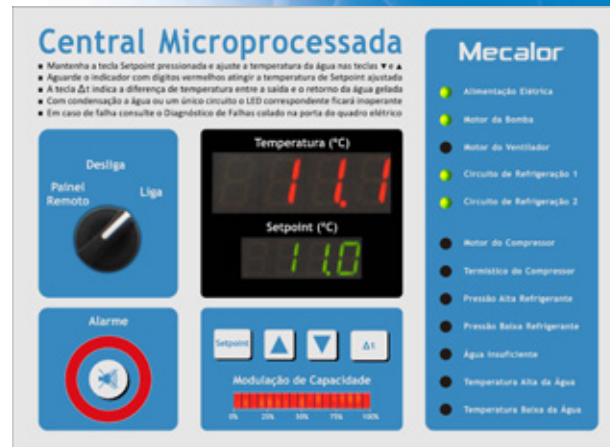 Central Microprocessada
Mantenha a tecla Setpoint pressionada e ajuste a temperatura da água nas teclas ▼ e ▲
Aguarde o indicador com dígitos vermelhos atingir a temperatura de Setpoint ajustada
A tecla Δt indica a diferença de temperatura entre a saída e o retorno da água gelada
Com condensação a água ou um único circuito o LED correspondente ficará inoperante
Em caso de falha consulte o Diagnóstico de Falhas colado na porta do quadro elétrico
Desliga
Painel
Remoto
Liga
Temperatura (°C)
11.1
Setpoint (°C)
11.0
Alarme
Setpoint
▲
▼
Δt
Modulação de Capacidade
0% 25% 50% 75% 100%
Mecalor
Alimentação Elétrica
Motor da Bomba
Motor do Ventilador
Circuito de Refrigeração 1
Circuito de Refrigeração 2
Motor do Compressor
Termístico do Compressor
Pressão Alta Refrigerante
Pressão Baixa Refrigerante
Água Insuficiente
Temperatura Alta da Água
Temperatura Baixa da Água